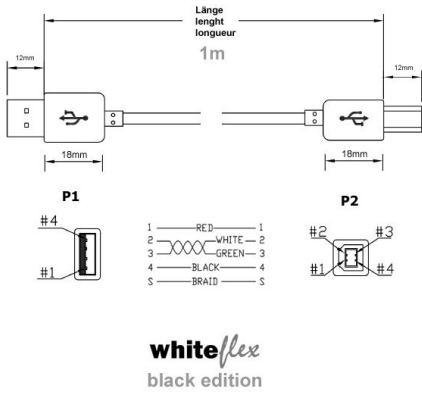 Länge
lenght
longueur
1m
12mm
12mm
18mm
18mm
P1
P2
#4
#1
1 RED 1
2 WHITE 2
3 GREEN 3
4 BLACK 4
S BRAID S
#2 #3
#1 #4
whiteflex
black edition